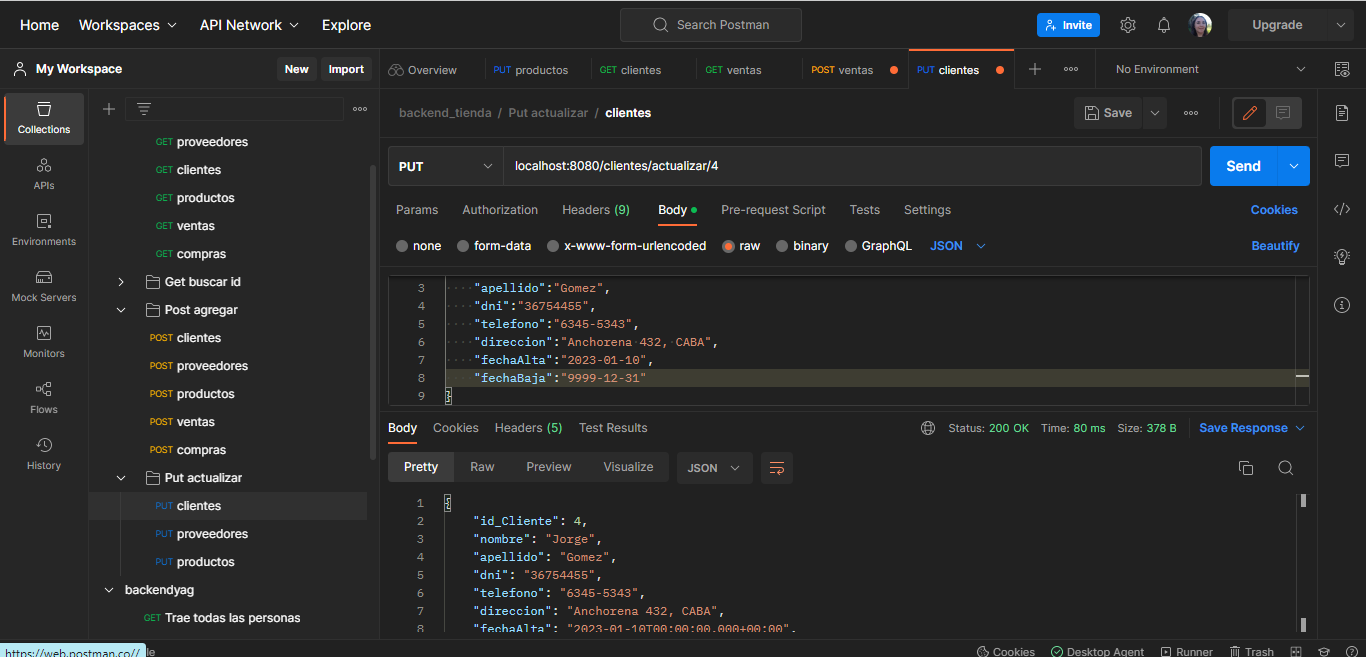 Home Workspaces API Network Explore Search Postman Invite Upgrade
My Workspace New Import
Overview PUT productos GET clientes GET ventas POST ventas PUT clientes No Environment
Collections
APIs
Environments
Mock Servers
Monitors
Flows
History
GET proveedores
GET clientes
GET productos
GET ventas
GET compras
Get buscar id
Post agregar
POST clientes
POST proveedores
POST productos
POST ventas
POST compras
Put actualizar
PUT clientes
PUT proveedores
PUT productos
backendyag
GET Trae todas las personas
backend_tienda / Put actualizar / clientes Save
PUT localhost:8080/clientes/actualizar/4 Send
Params Authorization Headers (9) Body Pre-request Script Tests Settings Cookies
none form-data x-www-form-urlencoded raw binary GraphQL JSON Beautify
3 "apellido":"Gomez",
4 "dni":"36754455",
5 "telefono":"6345-5343",
6 "direccion":"Anchorena 432, CABA",
7 "fechaAlta":"2023-01-10",
8 "fechaBaja":"9999-12-31"
9 }
Body Cookies Headers (5) Test Results Status: 200 OK Time: 80 ms Size: 378 B Save Response
Pretty Raw Preview Visualize JSON
1 {
2 "id_Cliente": 4,
3 "nombre": "Jorge",
4 "apellido": "Gomez",
5 "dni": "36754455",
6 "telefono": "6345-5343",
7 "direccion": "Anchorena 432, CABA",
8 "fechaAlta": "2023-01-10T00:00:00.000+00:00",
https://web.postman.co// Cookies Desktop Agent Runner Trash